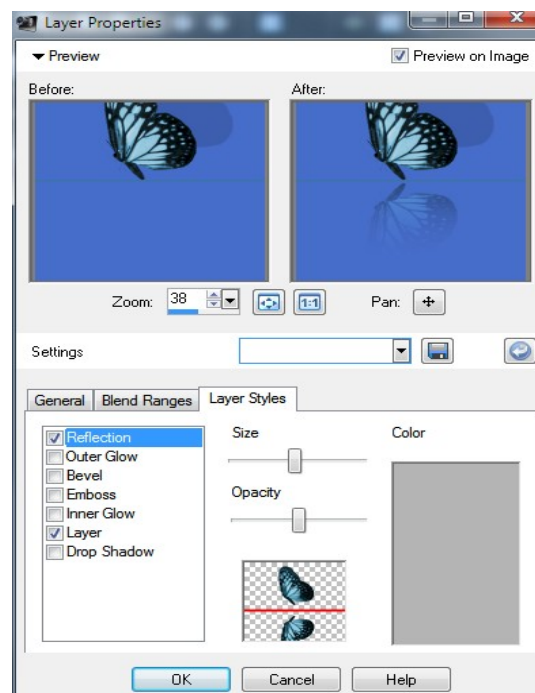 Layer Properties
Preview
Preview on Image
Before:
After:
Zoom:
38
1:1
Pan:
Settings
General
Blend Ranges
Layer Styles
Reflection
Outer Glow
Bevel
Emboss
Inner Glow
Layer
Drop Shadow
Size
Opacity
Color
OK
Cancel
Help